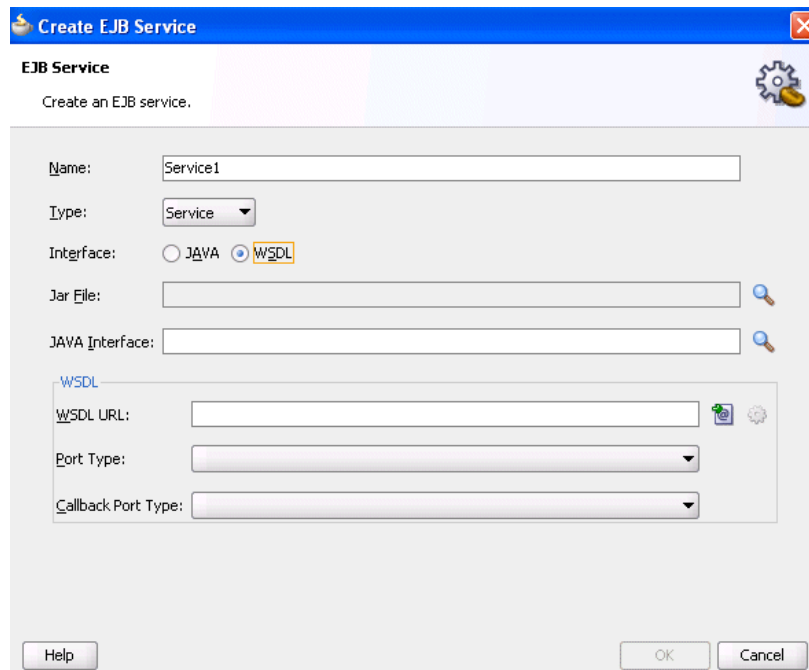 Create EJB Service
EJB Service
Create an EJB service.
Name: Service1
Type: Service
Interface: JAVA WSDL
Jar File:
JAVA Interface:
WSDL
WSDL URL:
Port Type:
Callback Port Type:
Help OK Cancel